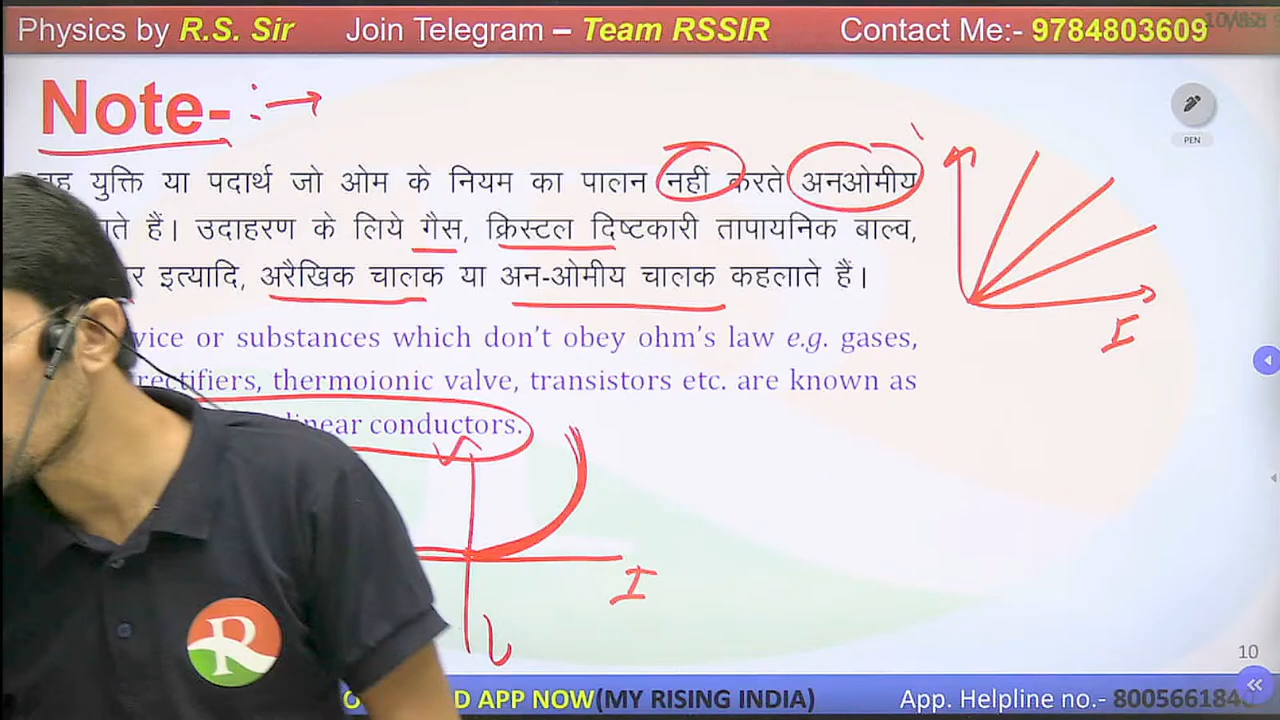 Physics by R.S. Sir Join Telegram – Team RSSIR Contact Me:- 9784803609
Note- :→
PEN
वह युक्ति या पदार्थ जो ओम के नियम का पालन नहीं करते अनओमीय
हैं। उदाहरण के लिये गैस, क्रिस्टल दिष्टकारी तापायनिक बाल्व,
इत्यादि, अरैखिक चालक या अन-ओमीय चालक कहलाते हैं।
or substances which don't obey ohm's law e.g. gases,
rectifiers, thermoionic valve, transistors etc. are known as
conductors.
I
I
10
APP NOW(MY RISING INDIA) App. Helpline no.-
R